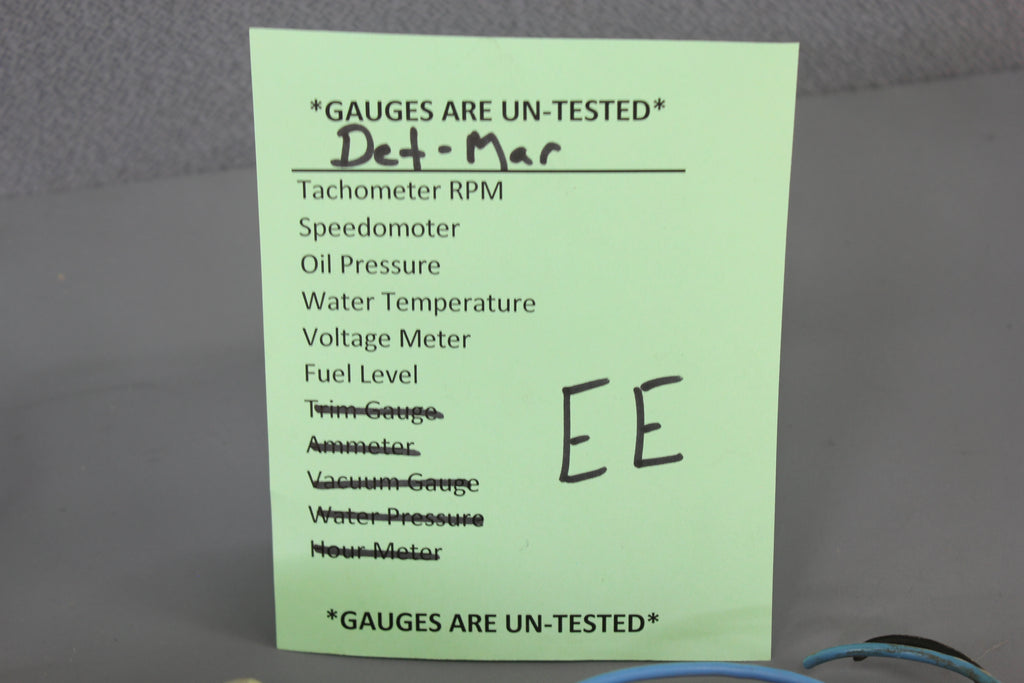 *GAUGES ARE UN-TESTED*
Det-Mar
Tachometer RPM
Speedomoter
Oil Pressure
Water Temperature
Voltage Meter
Fuel Level
Trim Gauge
Ammeter
Vacuum Gauge
Water Pressure
Hour Meter
EE
*GAUGES ARE UN-TESTED*